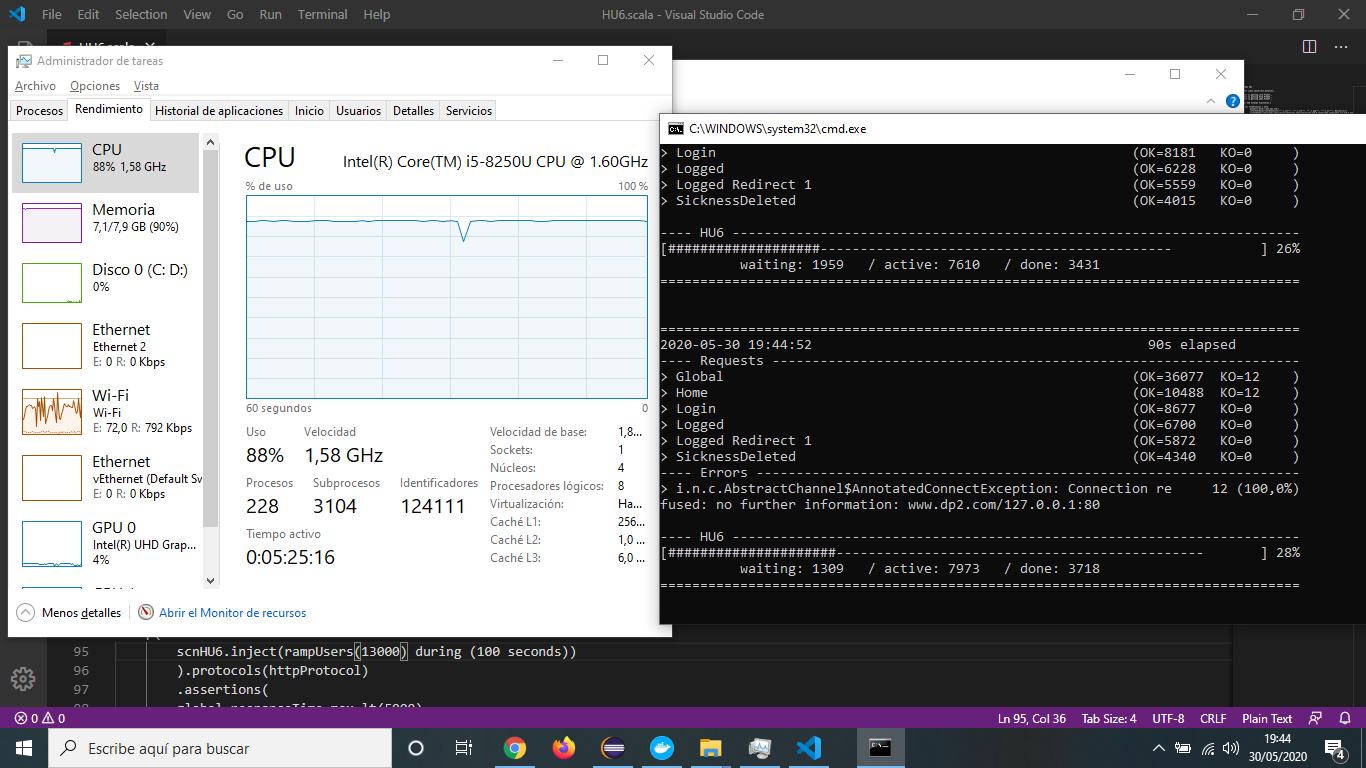 File Edit Selection View Go Run Terminal Help HU6.scala - Visual Studio Code
Administrador de tareas
Archivo Opciones Vista
Procesos Rendimiento Historial de aplicaciones Inicio Usuarios Detalles Servicios
CPU
88% 1,58 GHz
Memoria
7,1/7,9 GB (90%)
Disco 0 (C: D:)
0%
Ethernet
Ethernet 2
E: 0 R: 0 Kbps
Wi-Fi
Wi-Fi
E: 72,0 R: 792 Kbps
Ethernet
vEthernet (Default Sv
E: 0 R: 0 Kbps
GPU 0
Intel(R) UHD Grap...
4%
CPU Intel(R) Core(TM) i5-8250U CPU @ 1.60GHz
% de uso 100 %
60 segundos 0
Uso Velocidad
88% 1,58 GHz
Procesos Subprocesos Identificadores
228 3104 124111
Tiempo activo
0:05:25:16
Velocidad de base: 1,8...
Sockets: 1
Núcleos: 4
Procesadores lógicos: 8
Virtualización: Ha...
Caché L1: 256...
Caché L2: 1,0 ...
Caché L3: 6,0 ...
Menos detalles Abrir el Monitor de recursos
C:\WINDOWS\system32\cmd.exe
> Login (OK=8181 KO=0 )
> Logged (OK=6228 KO=0 )
> Logged Redirect 1 (OK=5559 KO=0 )
> SicknessDeleted (OK=4015 KO=0 )
---- HU6 -----------------------------------------------------------------------
[###################-------------------------------------------- ] 26%
waiting: 1959 / active: 7610 / done: 3431
================================================================================
================================================================================
2020-05-30 19:44:52 90s elapsed
---- Requests ------------------------------------------------------------------
> Global (OK=36077 KO=12 )
> Home (OK=10488 KO=12 )
> Login (OK=8677 KO=0 )
> Logged (OK=6700 KO=0 )
> Logged Redirect 1 (OK=5872 KO=0 )
> SicknessDeleted (OK=4340 KO=0 )
---- Errors --------------------------------------------------------------------
> i.n.c.AbstractChannel$AnnotatedConnectException: Connection re 12 (100,0%)
fused: no further information: www.dp2.com/127.0.0.1:80
---- HU6 -----------------------------------------------------------------------
[#####################----------------------------------------------------- ] 28%
waiting: 1309 / active: 7973 / done: 3718
================================================================================
95 scnHU6.inject(rampUsers(13000) during (100 seconds))
96 ).protocols(httpProtocol)
97 .assertions(
0 0 Ln 95, Col 36 Tab Size: 4 UTF-8 CRLF Plain Text
Escribe aquí para buscar
19:44
30/05/2020
4